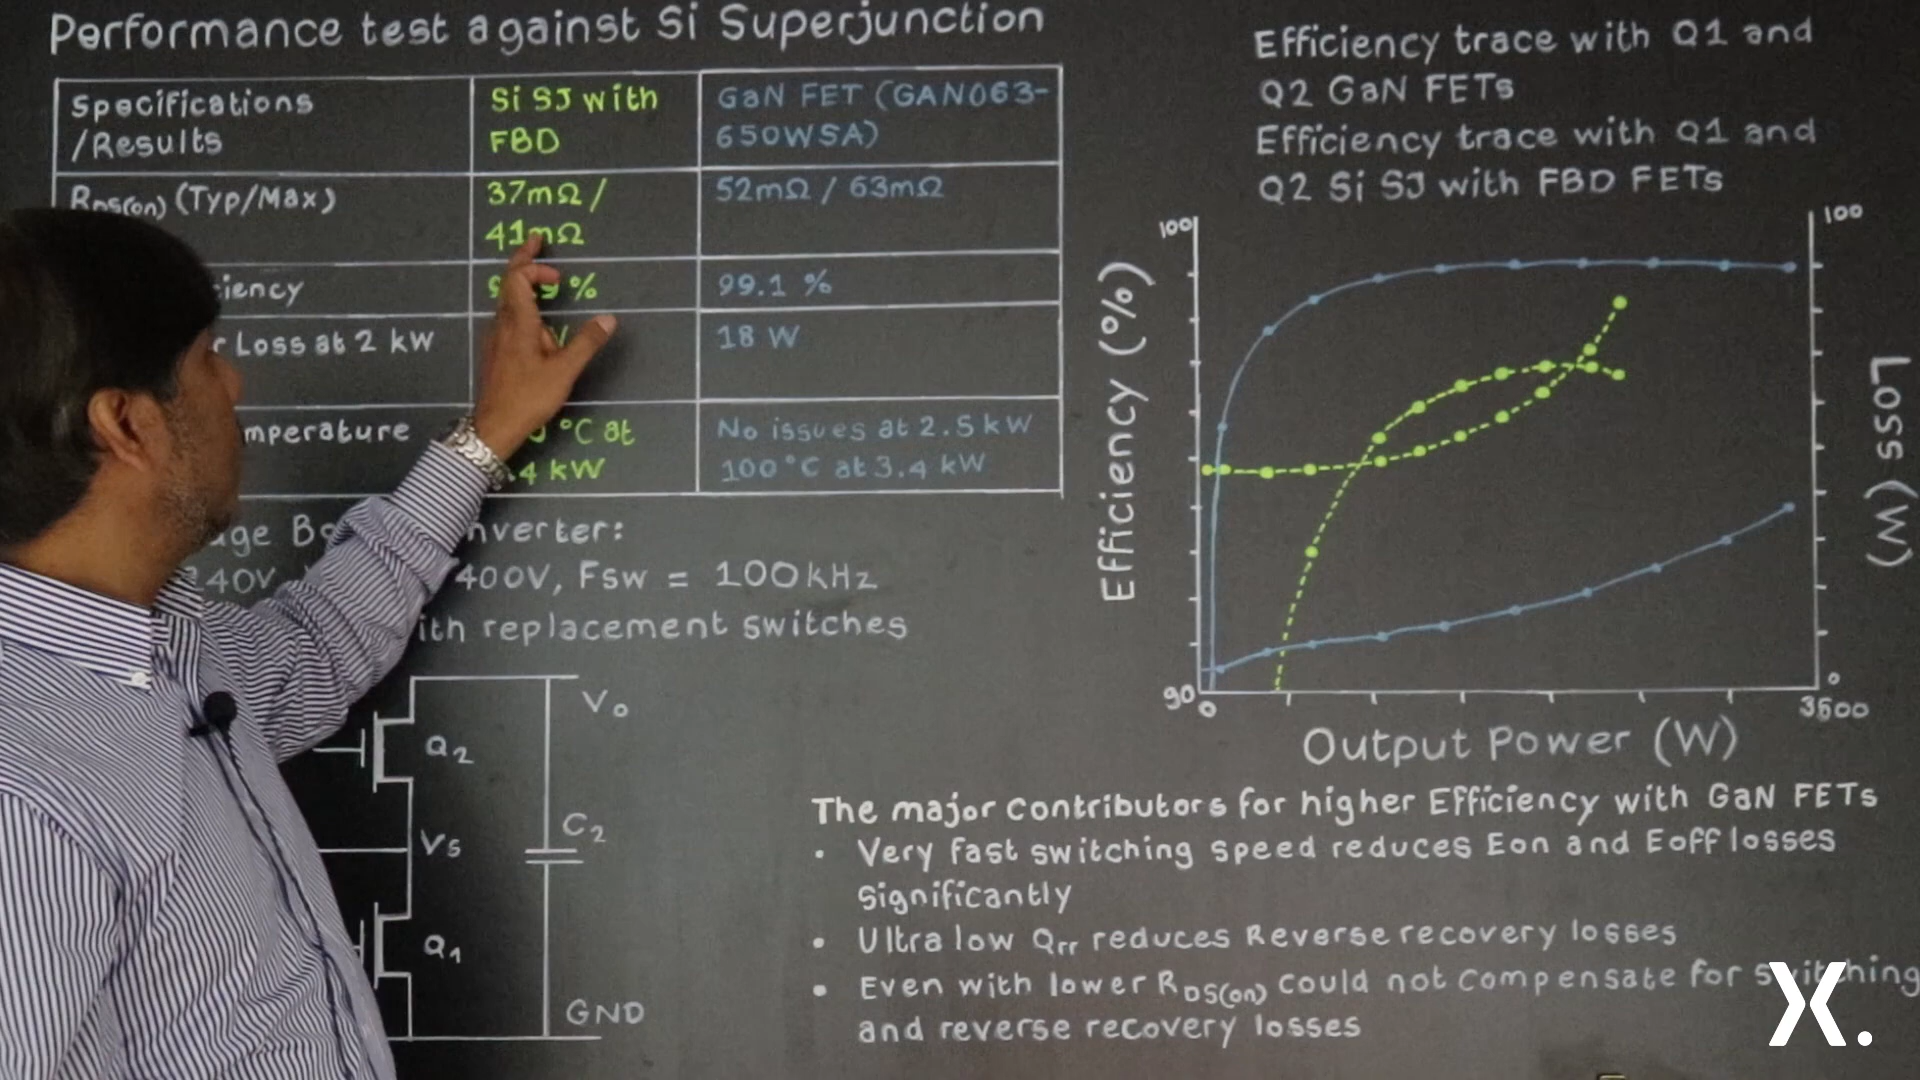 Performance test against Si Superjunction
Specifications
/Results
Si SJ with
FBD
GaN FET (GAN063-
650WSA)
RDS(on) (Typ/Max)
37mΩ /
41mΩ
52mΩ / 63mΩ
%
99.1 %
Loss at 2 kW
18 W
°C at
kW
No issues at 2.5 kW
100°C at 3.4 kW
400V, Fsw = 100kHz
replacement switches
Vo
Q2
Vs
C2
Q1
GND
Efficiency trace with Q1 and
Q2 GaN FETs
Efficiency trace with Q1 and
Q2 Si SJ with FBD FETs
100
100
Efficiency (%)
Loss (W)
90
0
0
3600
Output Power (W)
The major contributors for higher Efficiency with GaN FETs
• Very fast switching speed reduces Eon and Eoff losses
significantly
• Ultra low Qrr reduces Reverse recovery losses
• Even with lower RDS(on) could not compensate for switching
and reverse recovery losses
X.